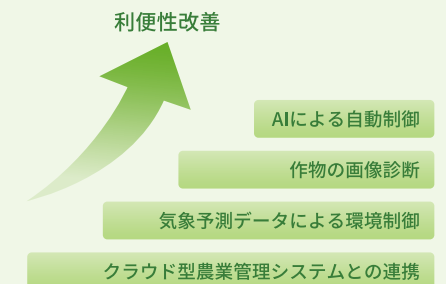 利便性改善
AIによる自動制御
作物の画像診断
気象予測データによる環境制御
クラウド型農業管理システムとの連携